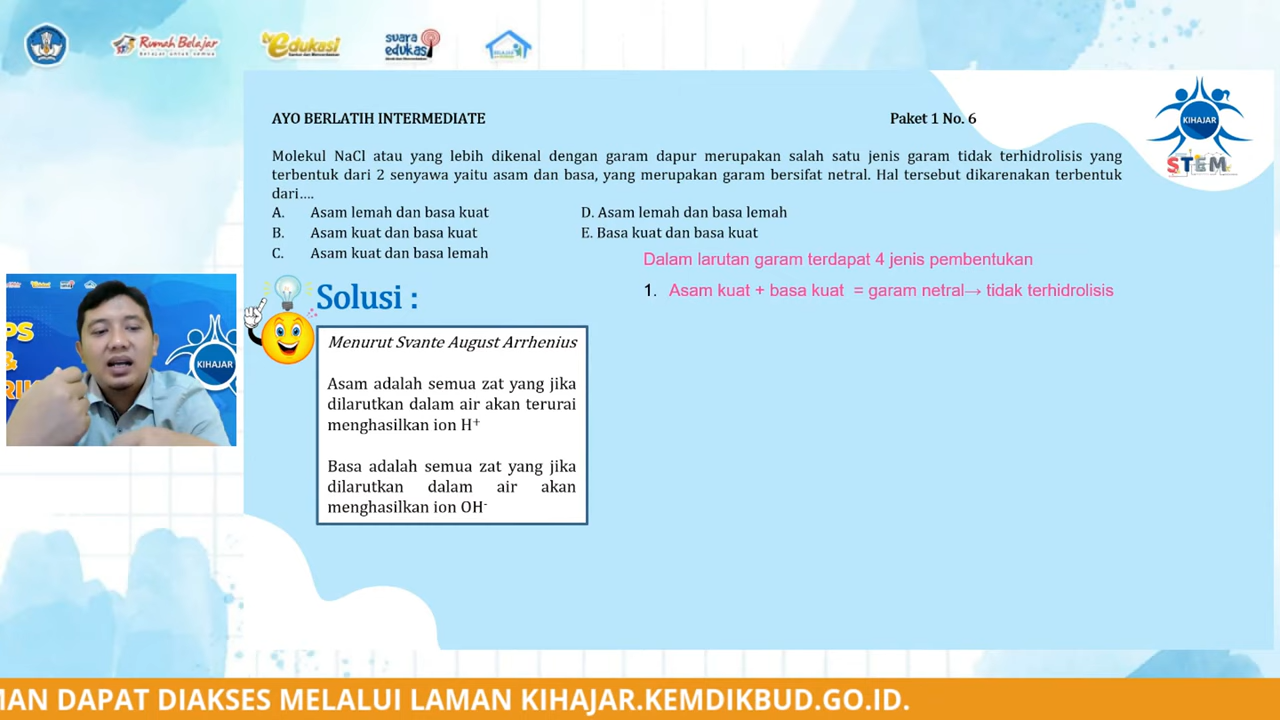 Rumah Belajar
Belajar untuk semua
tv edukasi
suara
edukasi
AYO BERLATIH INTERMEDIATE
Paket 1 No. 6
KIHAJAR
STEM
Molekul NaCl atau yang lebih dikenal dengan garam dapur merupakan salah satu jenis garam tidak terhidrolisis yang
terbentuk dari 2 senyawa yaitu asam dan basa, yang merupakan garam bersifat netral. Hal tersebut dikarenakan terbentuk
dari....
A. Asam lemah dan basa kuat
B. Asam kuat dan basa kuat
C. Asam kuat dan basa lemah
D. Asam lemah dan basa lemah
E. Basa kuat dan basa kuat
Dalam larutan garam terdapat 4 jenis pembentukan
1. Asam kuat + basa kuat = garam netral→ tidak terhidrolisis
Solusi :
Menurut Svante August Arrhenius
Asam adalah semua zat yang jika
dilarutkan dalam air akan terurai
menghasilkan ion H⁺
Basa adalah semua zat yang jika
dilarutkan dalam air akan
menghasilkan ion OH⁻
&
KIHAJAR
MAN DAPAT DIAKSES MELALUI LAMAN KIHAJAR.KEMDIKBUD.GO.ID.